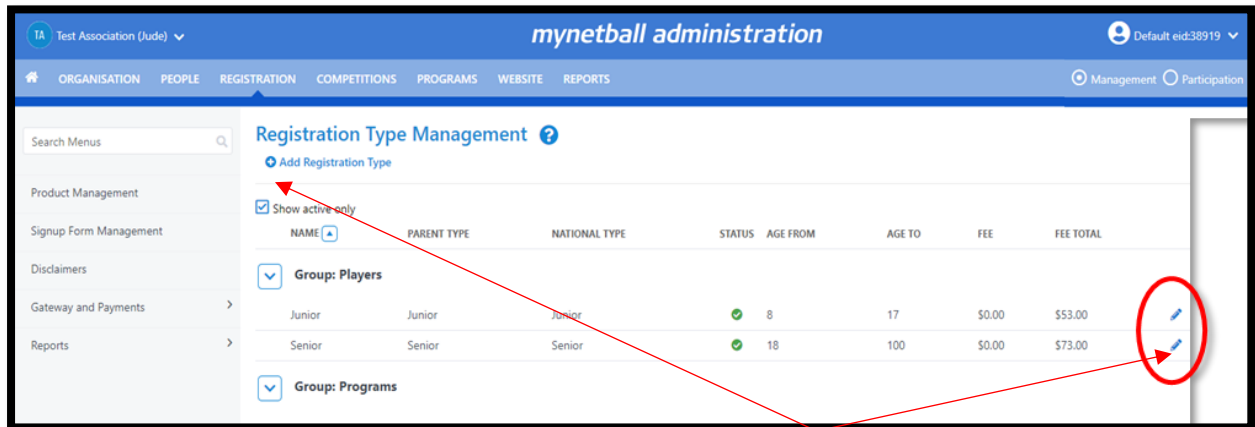 TA Test Association (Jude)
mynetball administration
Default eid:38919
ORGANISATION PEOPLE REGISTRATION COMPETITIONS PROGRAMS WEBSITE REPORTS
Management Participation
Search Menus
Product Management
Signup Form Management
Disclaimers
Gateway and Payments
Reports
Registration Type Management ?
Add Registration Type
Show active only
NAME PARENT TYPE NATIONAL TYPE STATUS AGE FROM AGE TO FEE FEE TOTAL
Group: Players
Junior Junior Junior 8 17 $0.00 $53.00
Senior Senior Senior 18 100 $0.00 $73.00
Group: Programs